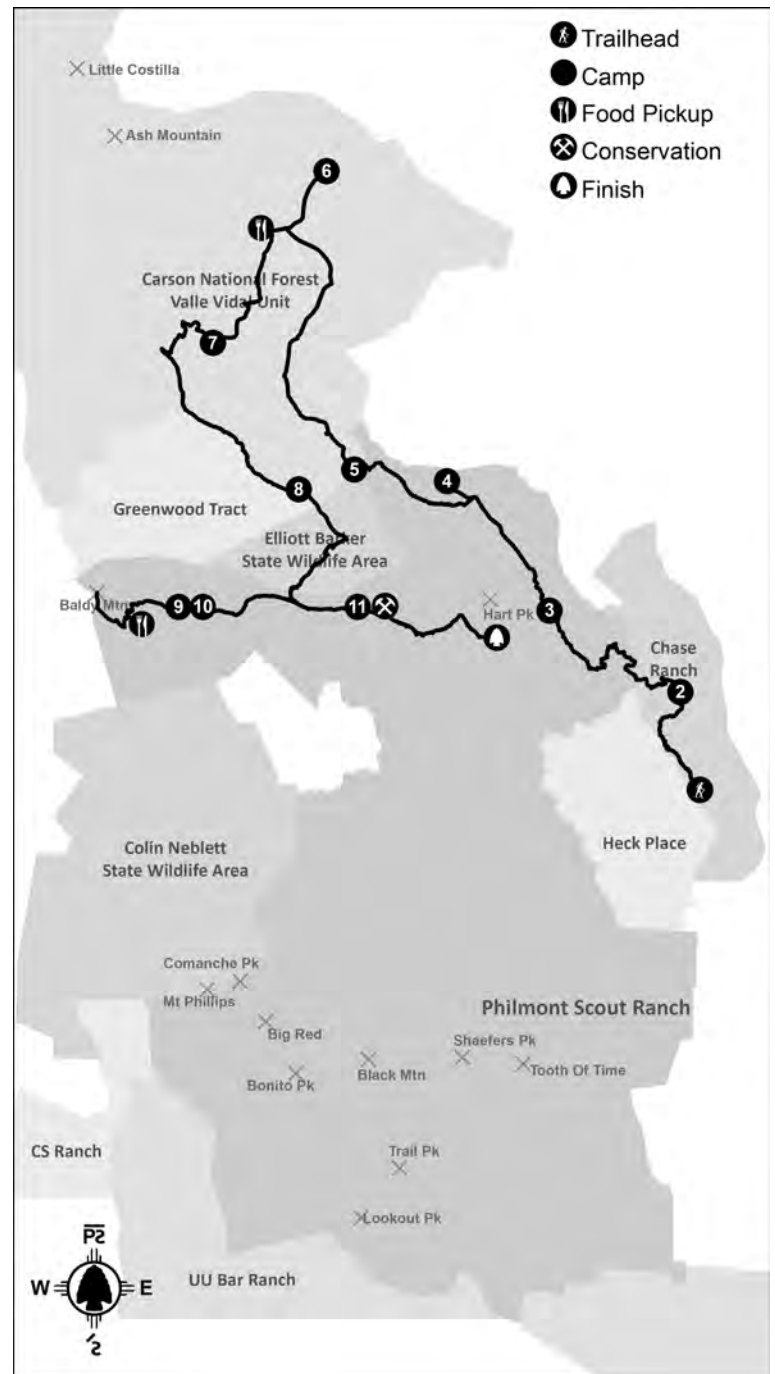 Trailhead
Camp
Food Pickup
Conservation
Finish
Little Costilla
Ash Mountain
6
Carson National Forest
Valle Vidal Unit
7
5
4
8
Greenwood Tract
Elliott Barker
State Wildlife Area
Baldy Mtn
9
10
11
Hart Pk
3
Chase
Ranch
2
Heck Place
Colin Neblett
State Wildlife Area
Comanche Pk
Mt Phillips
Big Red
Bonito Pk
Black Mtn
Shaefers Pk
Tooth Of Time
Philmont Scout Ranch
Trail Pk
Lookout Pk
CS Ranch
UU Bar Ranch
W
E